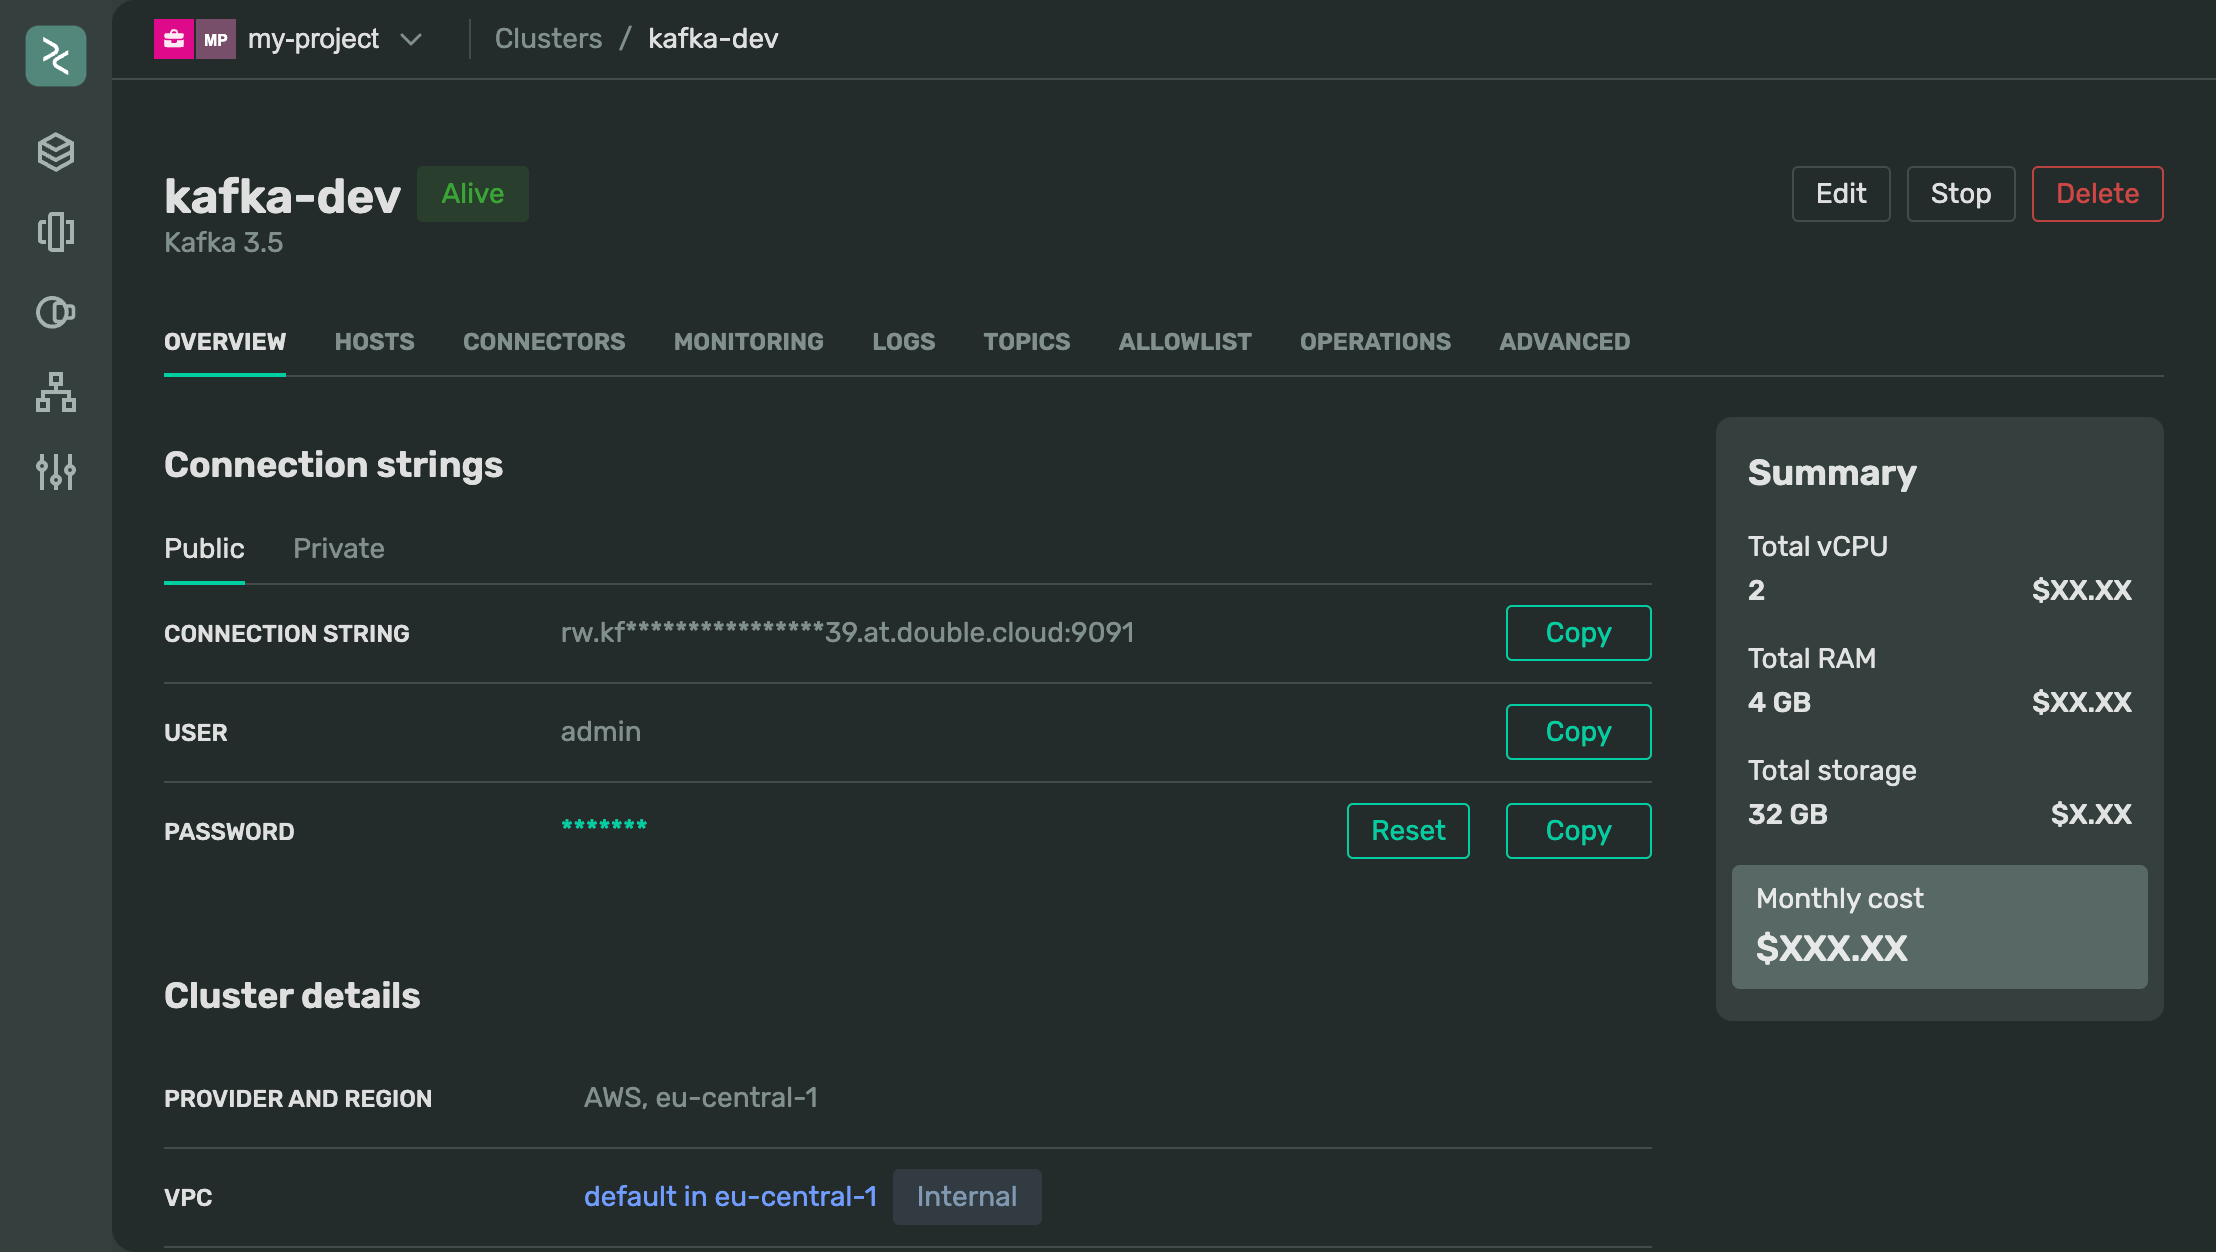 MP my-project Clusters / kafka-dev
kafka-dev Alive
Edit Stop Delete
Kafka 3.5
OVERVIEW HOSTS CONNECTORS MONITORING LOGS TOPICS ALLOWLIST OPERATIONS ADVANCED
Connection strings
Public Private
CONNECTION STRING rw.kf****************39.at.double.cloud:9091 Copy
USER admin Copy
PASSWORD ******* Reset Copy
Cluster details
PROVIDER AND REGION AWS, eu-central-1
VPC default in eu-central-1 Internal
Summary
Total vCPU
2 $XX.XX
Total RAM
4 GB $XX.XX
Total storage
32 GB $X.XX
Monthly cost
$XXX.XX